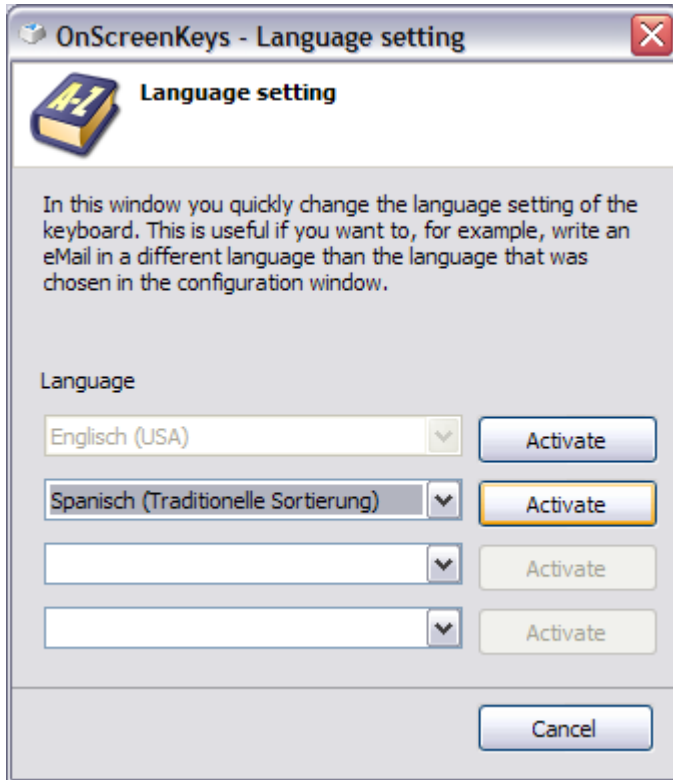 OnScreenKeys - Language setting
A-Z
Language setting
In this window you quickly change the language setting of the
keyboard. This is useful if you want to, for example, write an
eMail in a different language than the language that was
chosen in the configuration window.
Language
Englisch (USA)
Activate
Spanisch (Traditionelle Sortierung)
Activate
Activate
Activate
Cancel